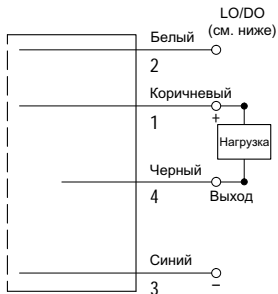 LO/DO
(см. ниже)
Белый
2
Коричневый
1
+
Нагрузка
Черный
4
Выход
Синий
3
–